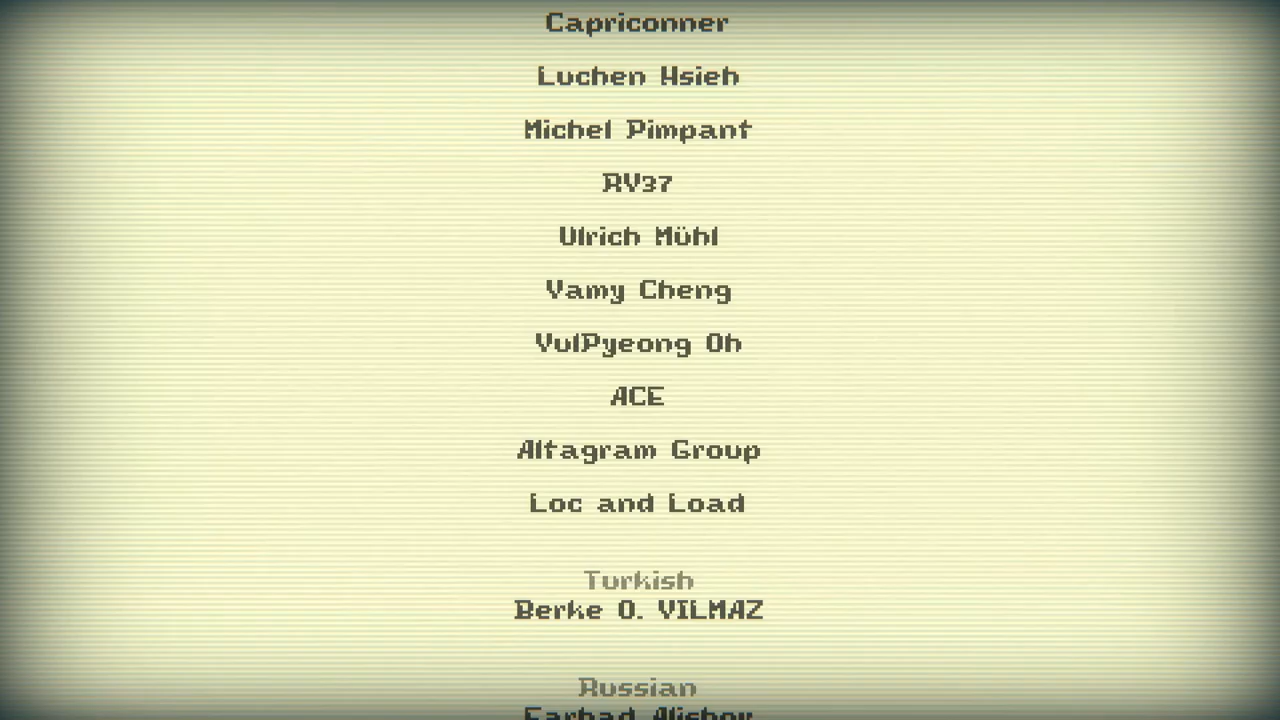 Capriconner
Luchen Hsieh
Michel Pimpant
RV37
Ulrich Mühl
Vamy Cheng
VulPyeong Oh
ACE
Altagram Group
Loc and Load
Turkish
Berke O. VILMAZ
Russian